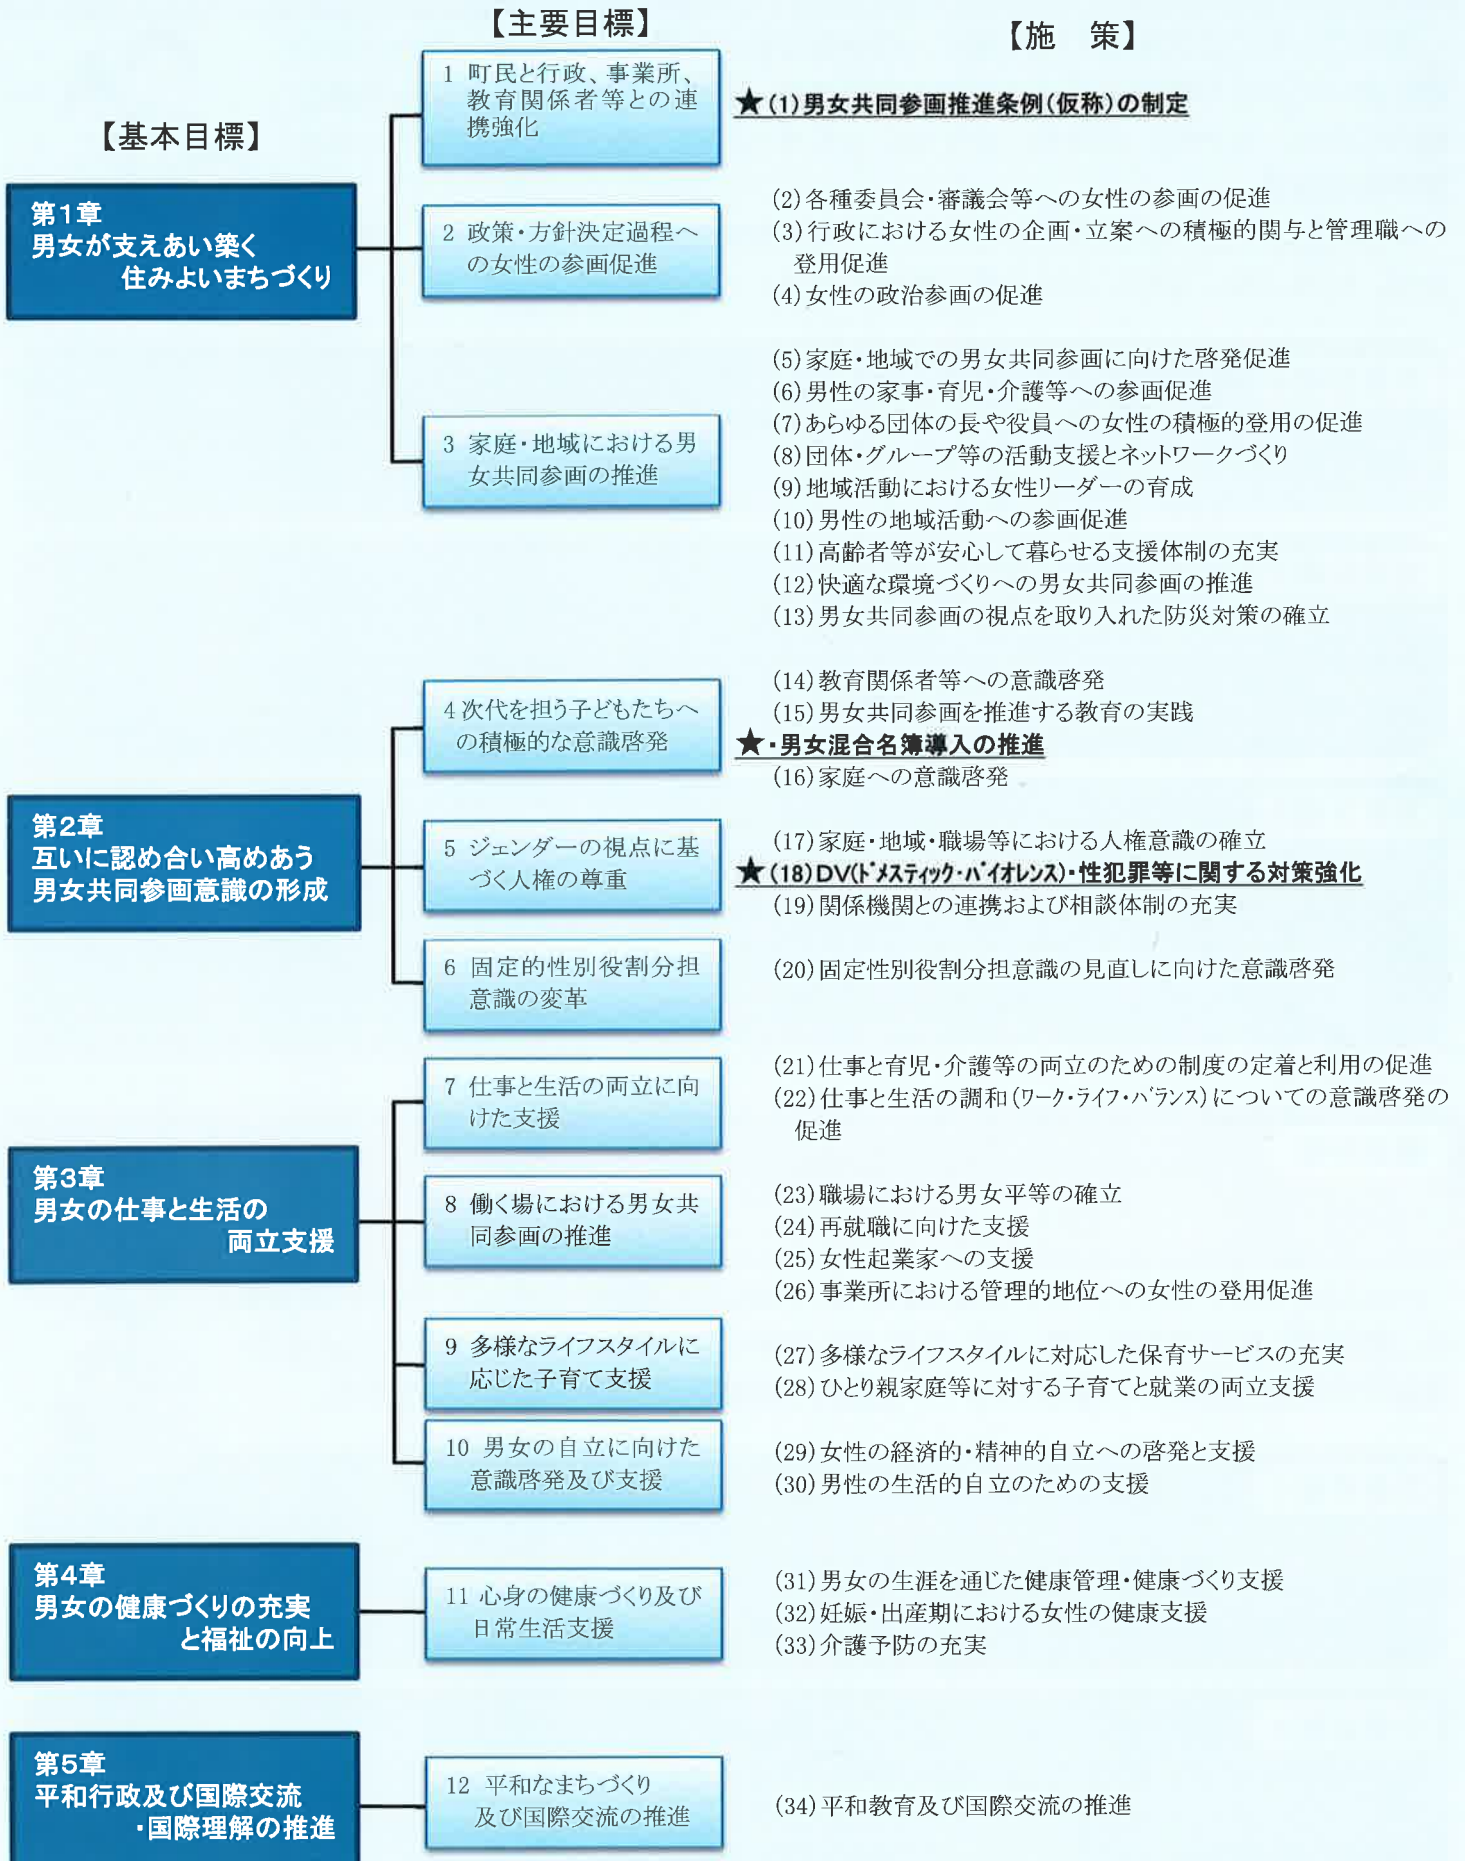 【主要目標】
【施　策】
【基本目標】
第1章
男女が支えあい築く
住みよいまちづくり
1 町民と行政、事業所、
教育関係者等との連
携強化
★(1)男女共同参画推進条例(仮称)の制定
2 政策・方針決定過程へ
の女性の参画促進
(2)各種委員会・審議会等への女性の参画の促進
(3)行政における女性の企画・立案への積極的関与と管理職への
登用促進
(4)女性の政治参画の促進
3 家庭・地域における男
女共同参画の推進
(5)家庭・地域での男女共同参画に向けた啓発促進
(6)男性の家事・育児・介護等への参画促進
(7)あらゆる団体の長や役員への女性の積極的登用の促進
(8)団体・グループ等の活動支援とネットワークづくり
(9)地域活動における女性リーダーの育成
(10)男性の地域活動への参画促進
(11)高齢者等が安心して暮らせる支援体制の充実
(12)快適な環境づくりへの男女共同参画の推進
(13)男女共同参画の視点を取り入れた防災対策の確立
第2章
互いに認め合い高めあう
男女共同参画意識の形成
4 次代を担う子どもたちへ
の積極的な意識啓発
(14)教育関係者等への意識啓発
(15)男女共同参画を推進する教育の実践
★・男女混合名簿導入の推進
(16)家庭への意識啓発
5 ジェンダーの視点に基
づく人権の尊重
(17)家庭・地域・職場等における人権意識の確立
★(18)DV(ﾄﾞﾒスティック・ﾊﾞイオレンス)・性犯罪等に関する対策強化
(19)関係機関との連携および相談体制の充実
6 固定的性別役割分担
意識の変革
(20)固定性別役割分担意識の見直しに向けた意識啓発
第3章
男女の仕事と生活の
両立支援
7 仕事と生活の両立に向
けた支援
(21)仕事と育児・介護等の両立のための制度の定着と利用の促進
(22)仕事と生活の調和(ワーク・ライフ・バランス)についての意識啓発の
促進
8 働く場における男女共
同参画の推進
(23)職場における男女平等の確立
(24)再就職に向けた支援
(25)女性起業家への支援
(26)事業所における管理的地位への女性の登用促進
9 多様なライフスタイルに
応じた子育て支援
(27)多様なライフスタイルに対応した保育サービスの充実
(28)ひとり親家庭等に対する子育てと就業の両立支援
10 男女の自立に向けた
意識啓発及び支援
(29)女性の経済的・精神的自立への啓発と支援
(30)男性の生活的自立のための支援
第4章
男女の健康づくりの充実
と福祉の向上
11 心身の健康づくり及び
日常生活支援
(31)男女の生涯を通じた健康管理・健康づくり支援
(32)妊娠・出産期における女性の健康支援
(33)介護予防の充実
第5章
平和行政及び国際交流
・国際理解の推進
12 平和なまちづくり
及び国際交流の推進
(34)平和教育及び国際交流の推進